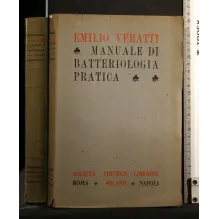 EMILIO VERATTI
MANUALE DI
BATTERIOLOGIA
PRATICA
SOCIETÀ EDITRICE LIBRARIA
ROMA MILANO NAPOLI